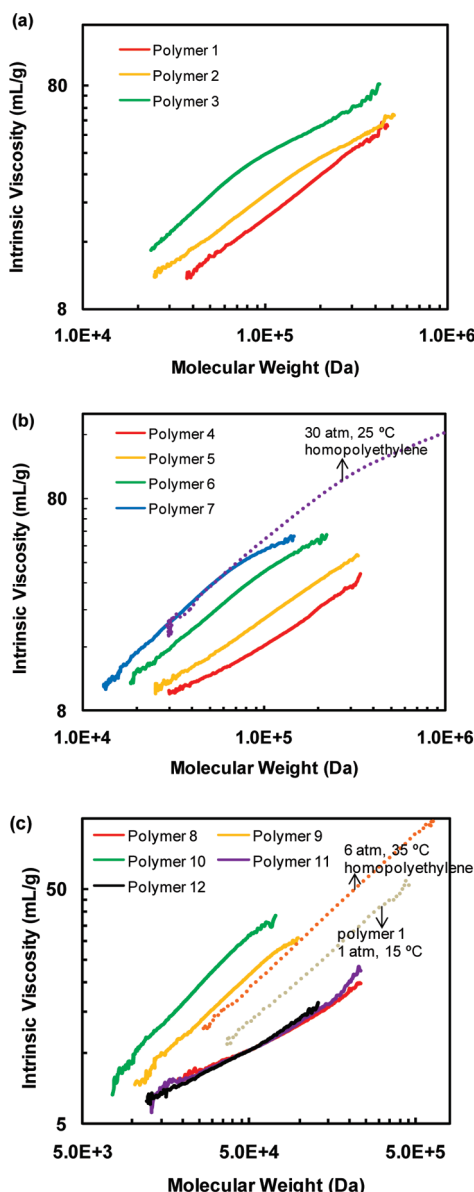 (a)
Intrinsic Viscosity (mL/g)
80
8
Polymer 1
Polymer 2
Polymer 3
1.0E+4
1.0E+5
1.0E+6
Molecular Weight (Da)
(b)
Intrinsic Viscosity (mL/g)
80
8
Polymer 4
Polymer 5
Polymer 6
Polymer 7
30 atm, 25 ºC
homopolyethylene
1.0E+4
1.0E+5
1.0E+6
Molecular Weight (Da)
(c)
Intrinsic Viscosity (mL/g)
50
5
Polymer 8
Polymer 9
Polymer 10
Polymer 11
Polymer 12
6 atm, 35 ºC
homopolyethylene
polymer 1
1 atm, 15 ºC
5.0E+3
5.0E+4
5.0E+5
Molecular Weight (Da)